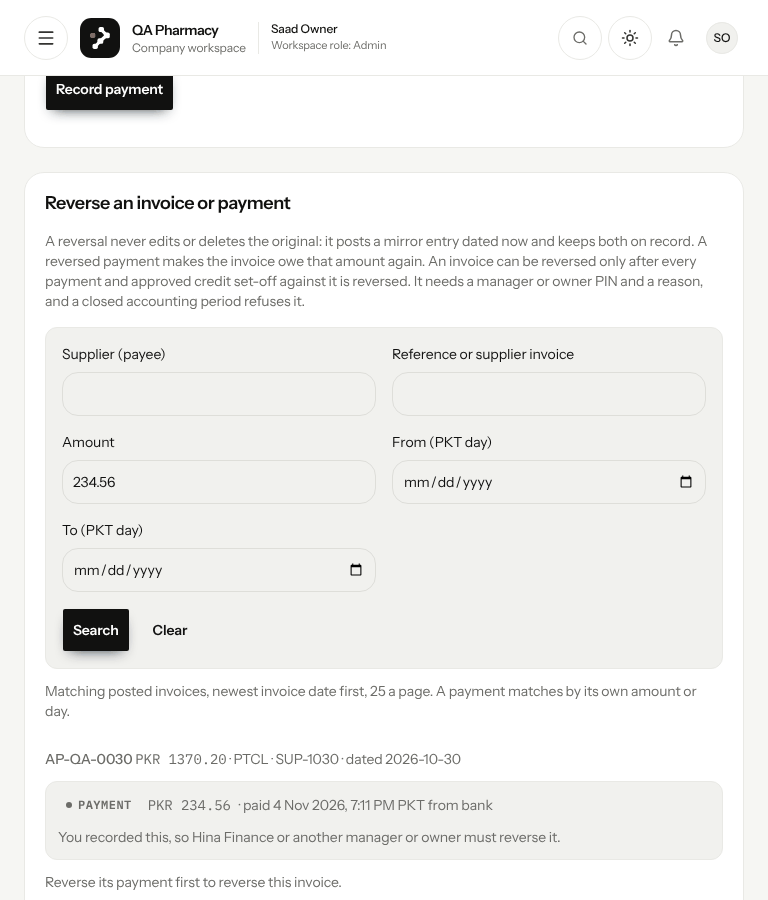 QA Pharmacy
Company workspace
Saad Owner
Workspace role: Admin
SO
Record payment
Reverse an invoice or payment
A reversal never edits or deletes the original: it posts a mirror entry dated now and keeps both on record. A
reversed payment makes the invoice owe that amount again. An invoice can be reversed only after every
payment and approved credit set-off against it is reversed. It needs a manager or owner PIN and a reason,
and a closed accounting period refuses it.
Supplier (payee)
Reference or supplier invoice
Amount
From (PKT day)
234.56
mm/dd/yyyy
To (PKT day)
mm/dd/yyyy
Search
Clear
Matching posted invoices, newest invoice date first, 25 a page. A payment matches by its own amount or
day.
AP-QA-0030 PKR 1370.20 · PTCL · SUP-1030 · dated 2026-10-30
PAYMENT PKR 234.56 · paid 4 Nov 2026, 7:11 PM PKT from bank
You recorded this, so Hina Finance or another manager or owner must reverse it.
Reverse its payment first to reverse this invoice.